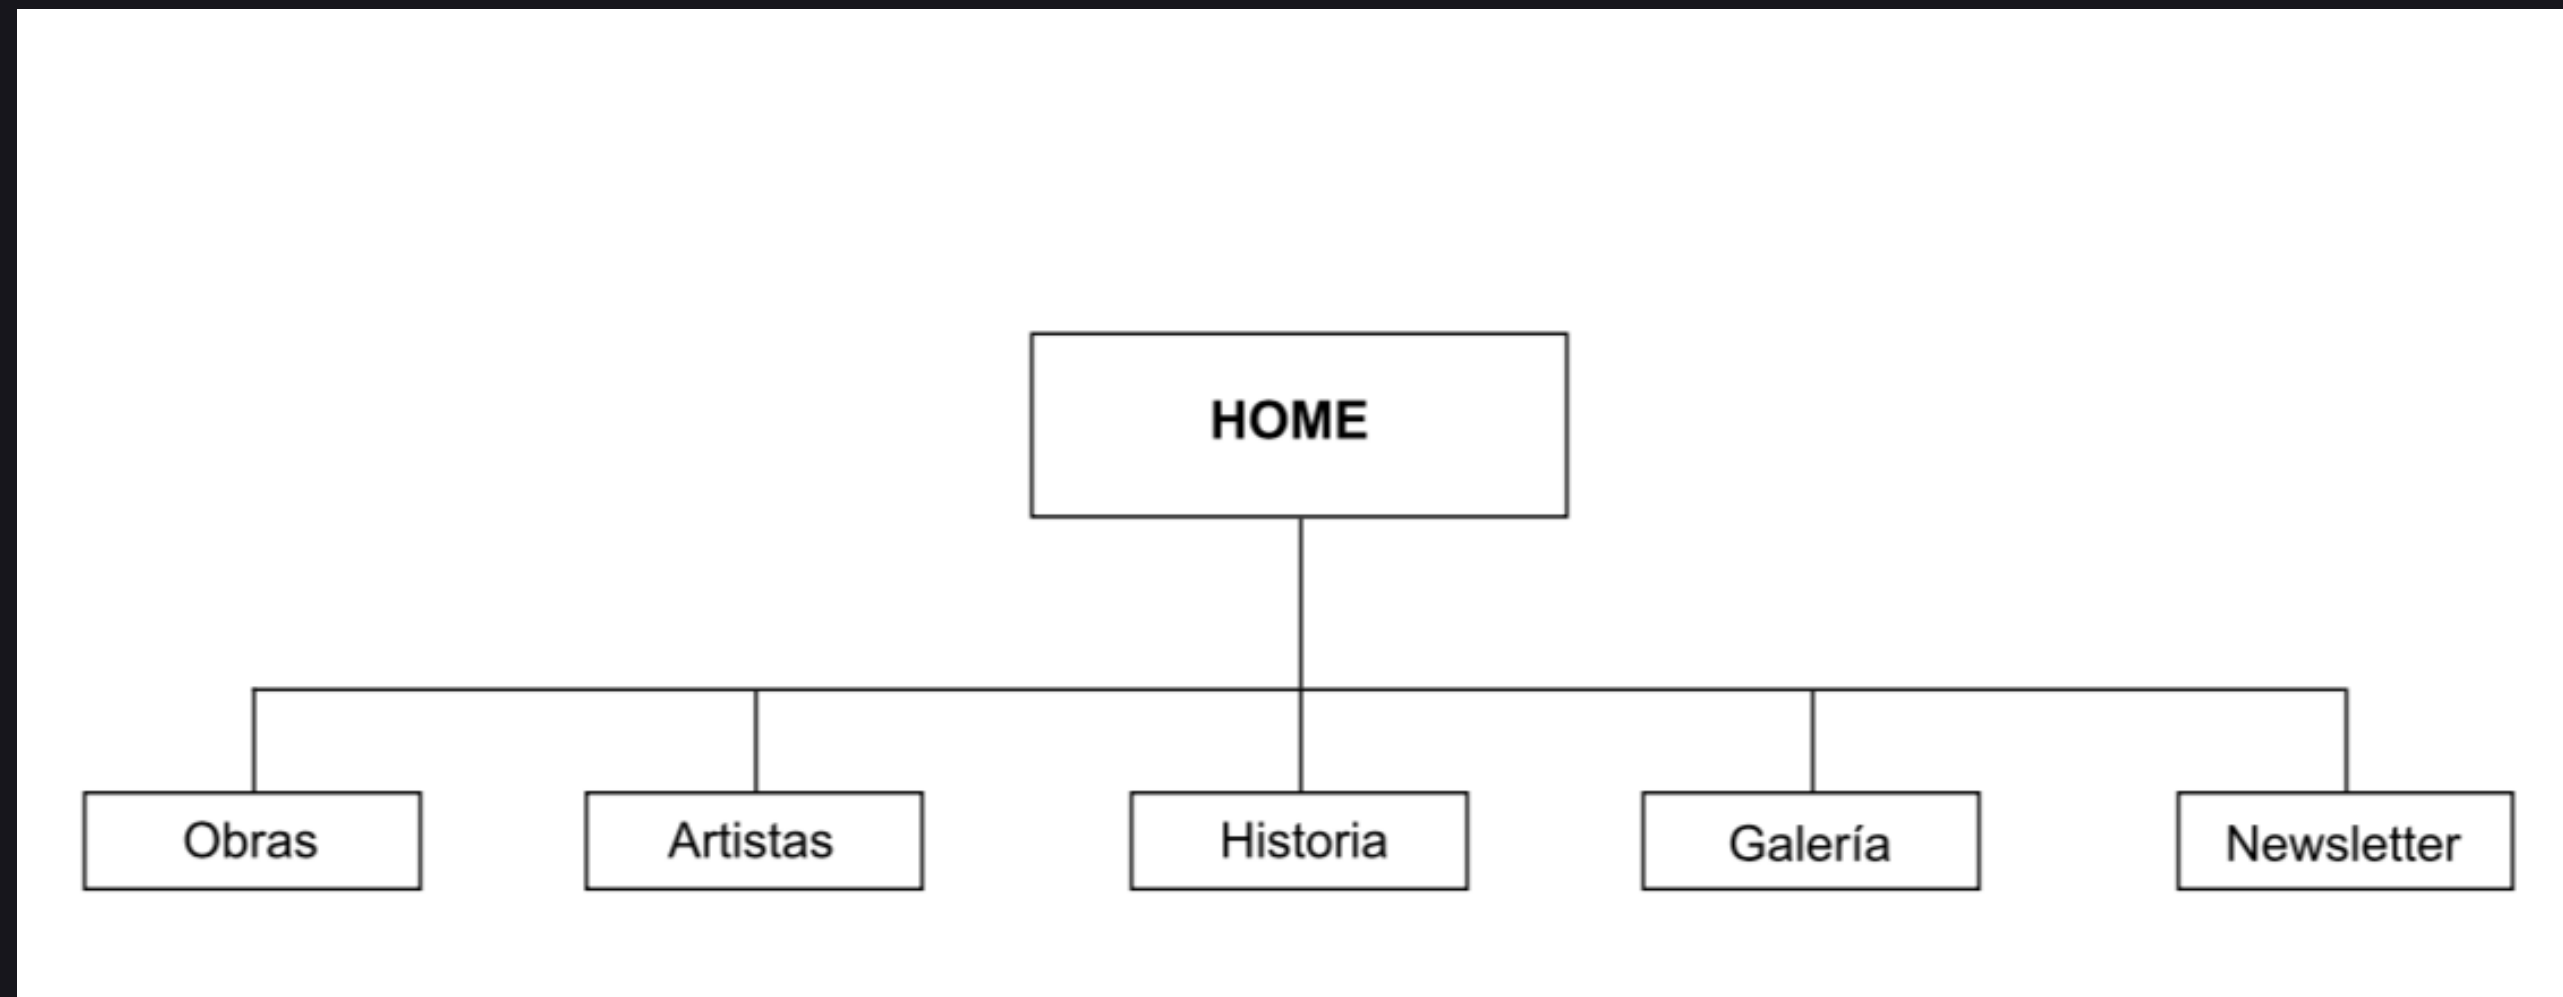 HOME
Obras
Artistas
Historia
Galería
Newsletter